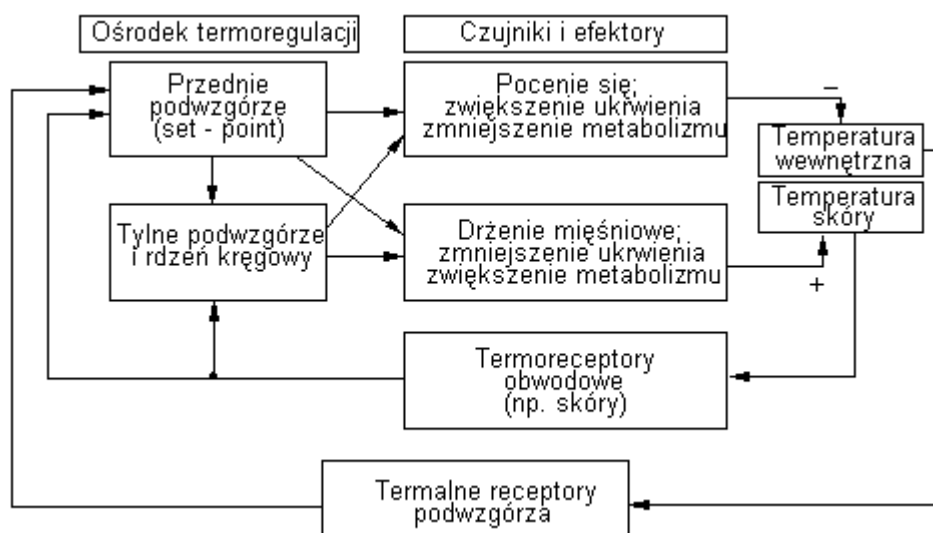 Ośrodek termoregulacji
Czujniki i efektory
Przednie
podwzgórze
(set - point)
Pocenie się;
zwiększenie ukrwienia
zmniejszenie metabolizmu
–
Temperatura
wewnętrzna
Temperatura
skóry
Tylne podwzgórze
i rdzeń kręgowy
Drżenie mięśniowe;
zmniejszenie ukrwienia
zwiększenie metabolizmu
+
Termoreceptory
obwodowe
(np. skóry)
Termalne receptory
podwzgórza